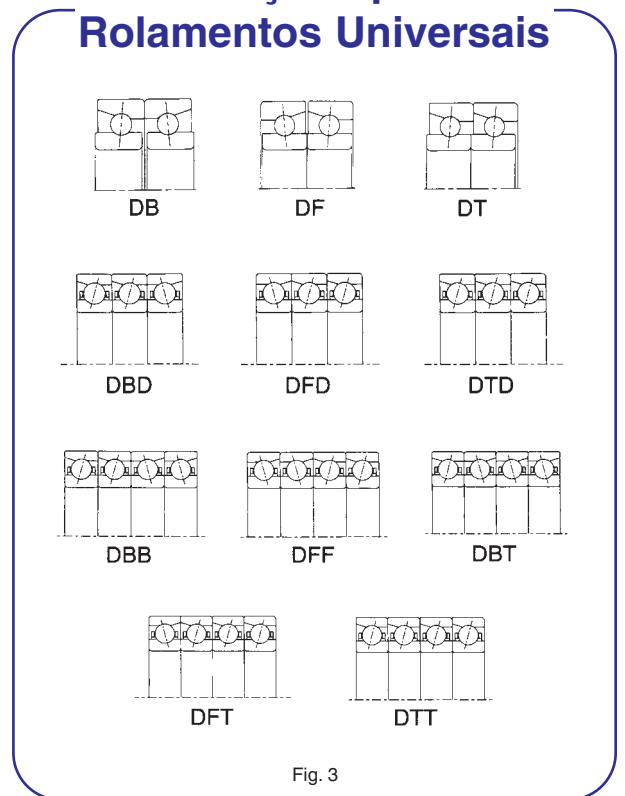 Rolamentos Universais
DB DF DT
DBD DFD DTD
DBB DFF DBT
DFT DTT
Fig. 3